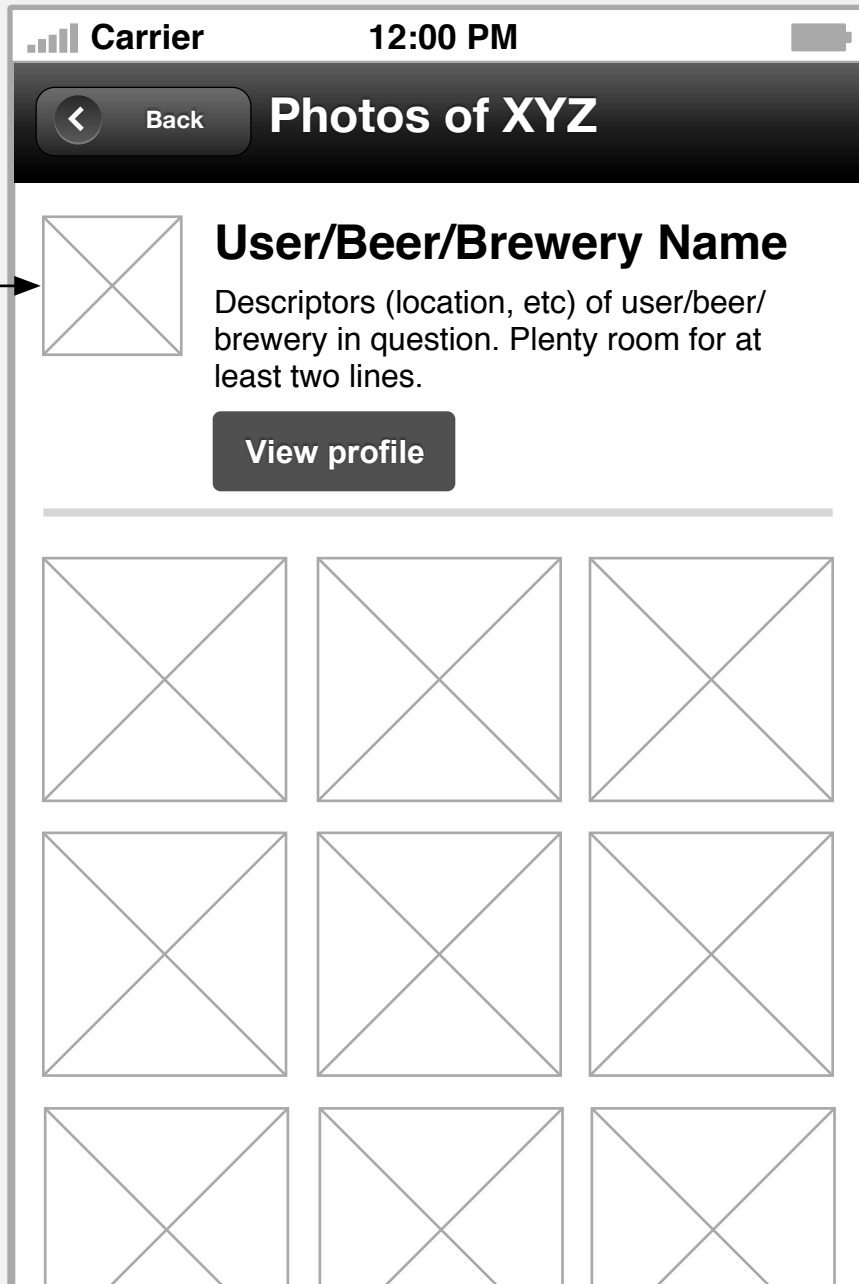 Carrier 12:00 PM
Back Photos of XYZ
User/Beer/Brewery Name
Descriptors (location, etc) of user/beer/
brewery in question. Plenty room for at
least two lines.
View profile